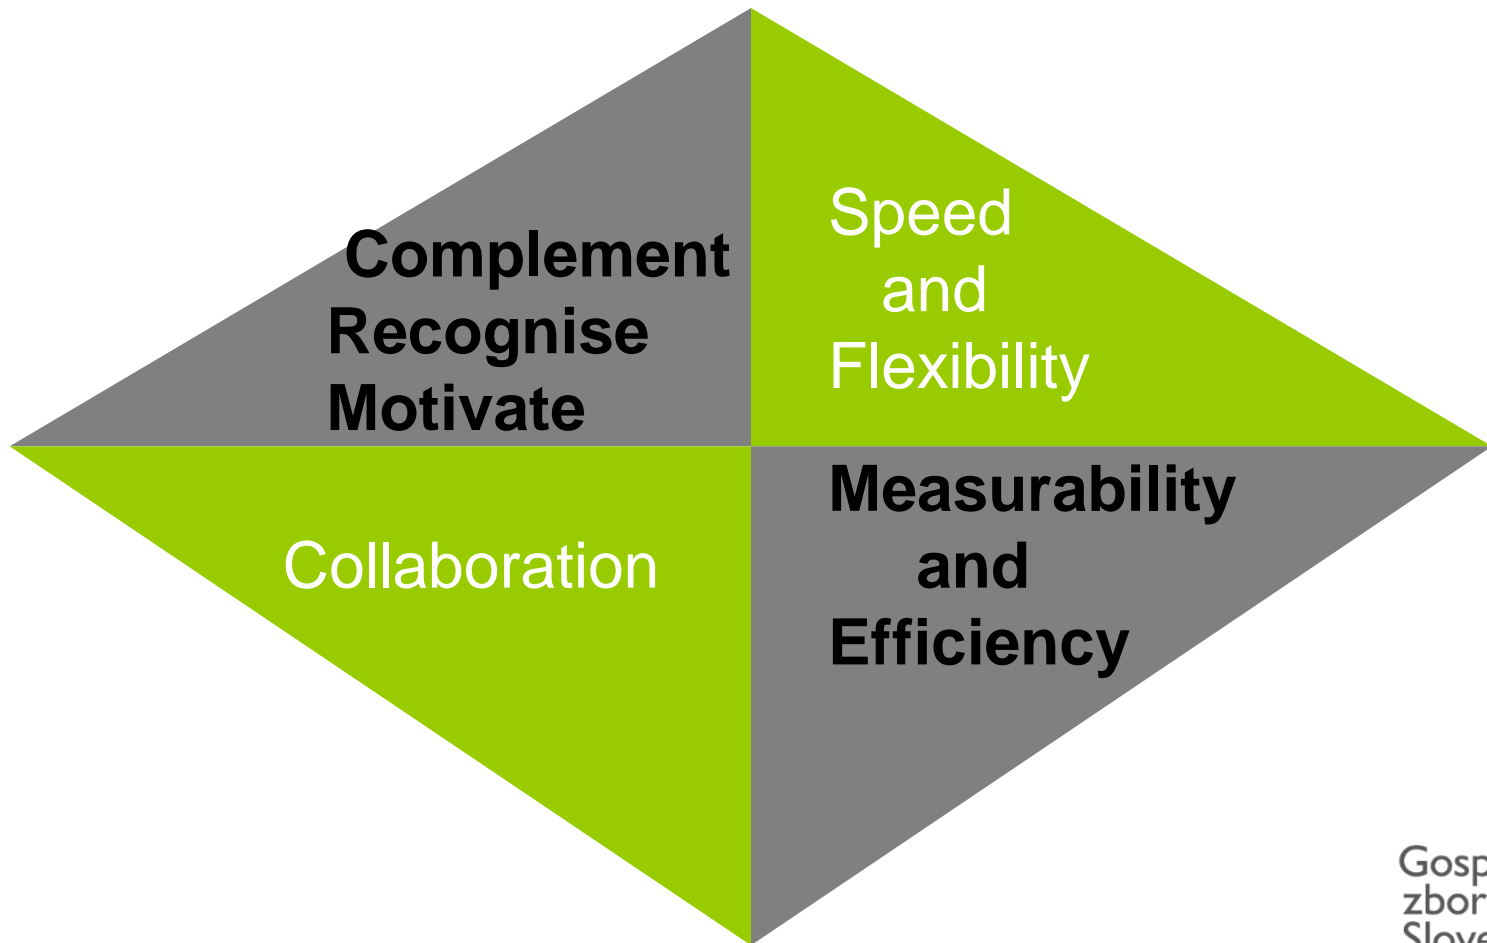 Complement
Recognise
Motivate
Speed
and
Flexibility
Collaboration
Measurability
and
Efficiency